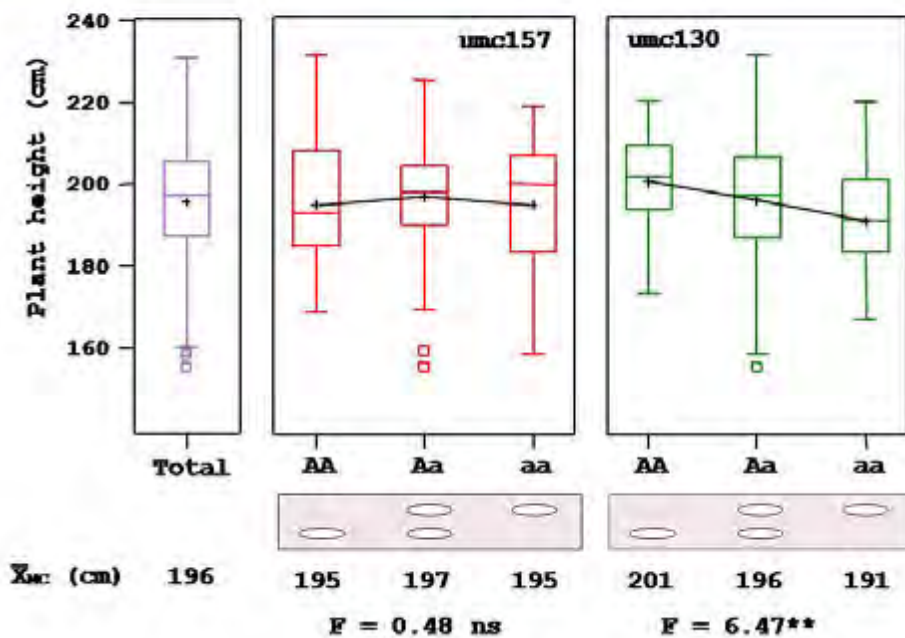 umc157 umc130
Plant height (cm)
240
220
200
180
160
Total AA Aa aa AA Aa aa
X̄MC (cm) 196 195 197 195 201 196 191
F = 0.48 ns F = 6.47**